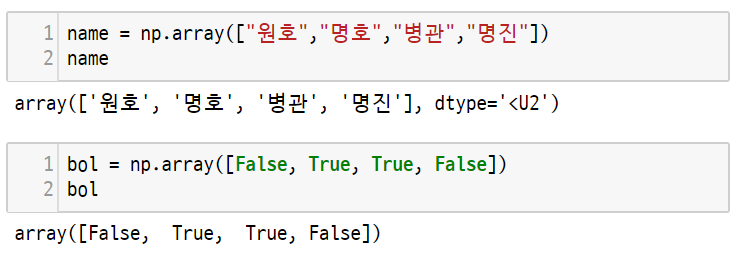 1 name = np.array(["원호","명호","병관","명진"])
2 name
array(['원호', '명호', '병관', '명진'], dtype='<U2')
1 bol = np.array([False, True, True, False])
2 bol
array([False,  True,  True, False])